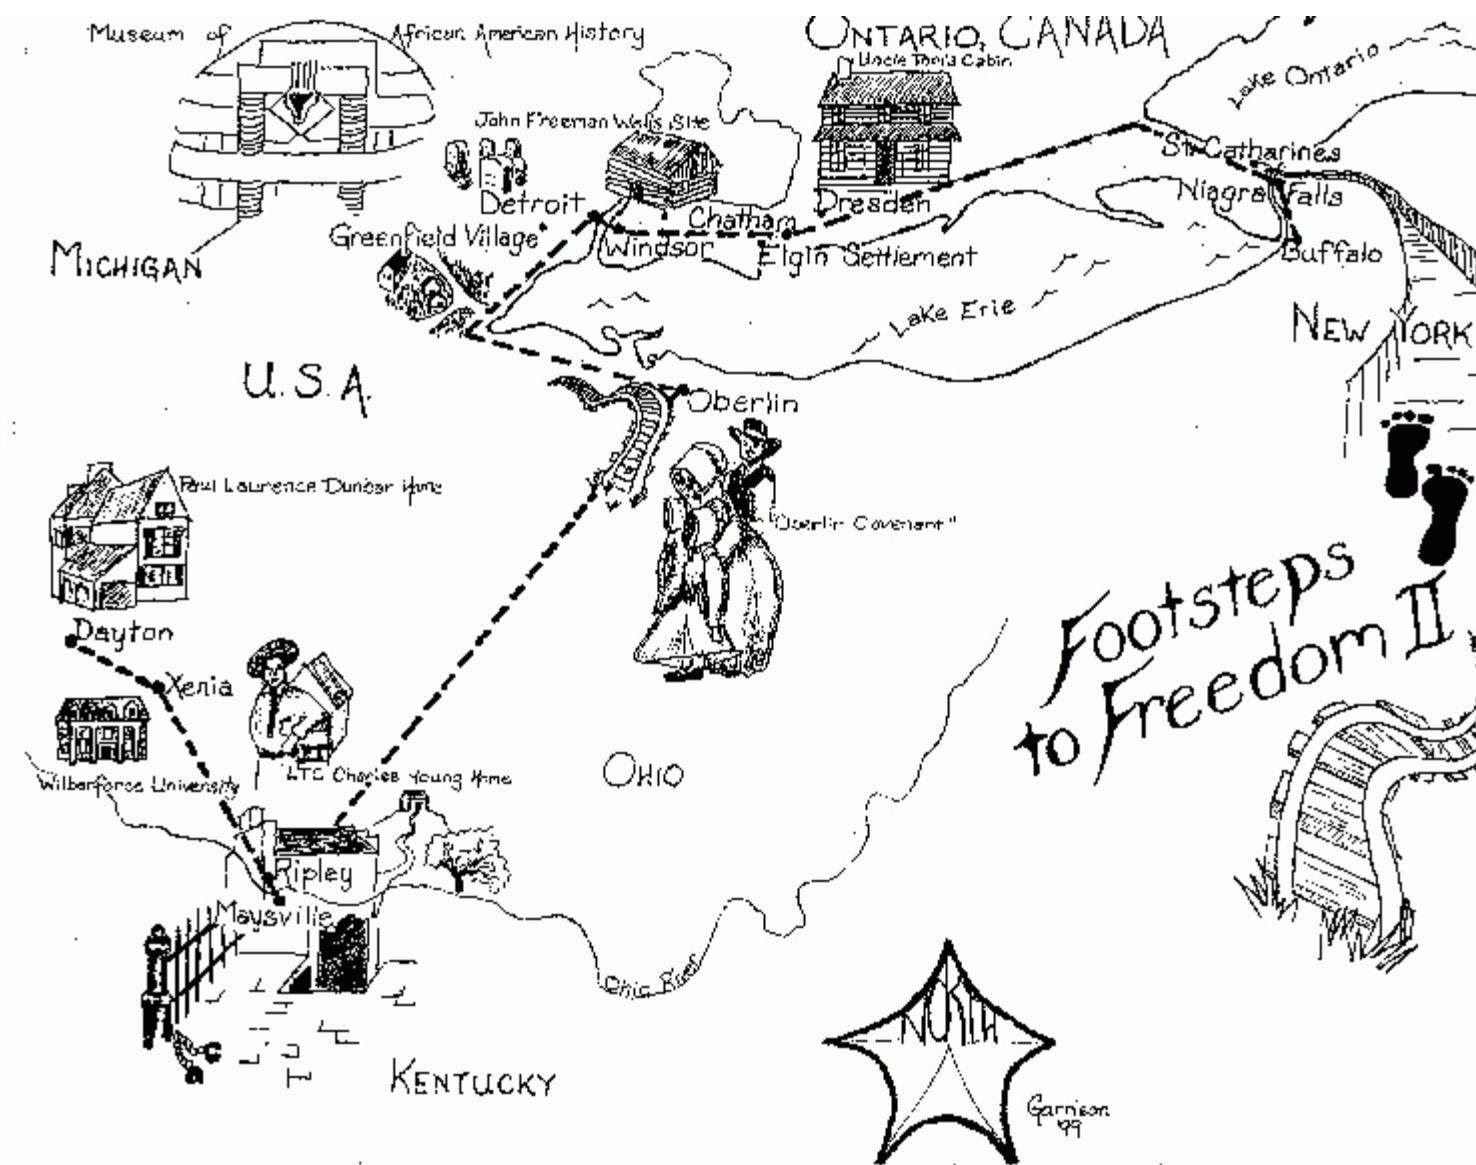 Museum of African American History
ONTARIO, CANADA
Uncle Tom's Cabin
Lake Ontario
John Freeman Walls Site
St. Catharines
Niagra Falls
Detroit
Chatham
Dresden
Greenfield Village
Windsor
Elgin Settlement
Buffalo
MICHIGAN
Lake Erie
NEW YORK
U.S.A.
Oberlin
Paul Laurence Dunbar Home
"Oberlin Covenant"
Footsteps
to Freedom II
Dayton
Xenia
OHIO
LTC Charles Young Home
Wilberforce University
Ripley
Maysville
Ohio River
NORTH
KENTUCKY
Garrison
'99